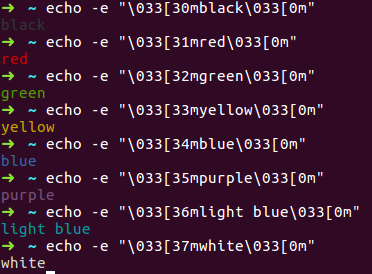 ➜  ~ echo -e "\033[30mblack\033[0m"
black
➜  ~ echo -e "\033[31mred\033[0m"
red
➜  ~ echo -e "\033[32mgreen\033[0m"
green
➜  ~ echo -e "\033[33myellow\033[0m"
yellow
➜  ~ echo -e "\033[34mblue\033[0m"
blue
➜  ~ echo -e "\033[35mpurple\033[0m"
purple
➜  ~ echo -e "\033[36mlight blue\033[0m"
light blue
➜  ~ echo -e "\033[37mwhite\033[0m"
white